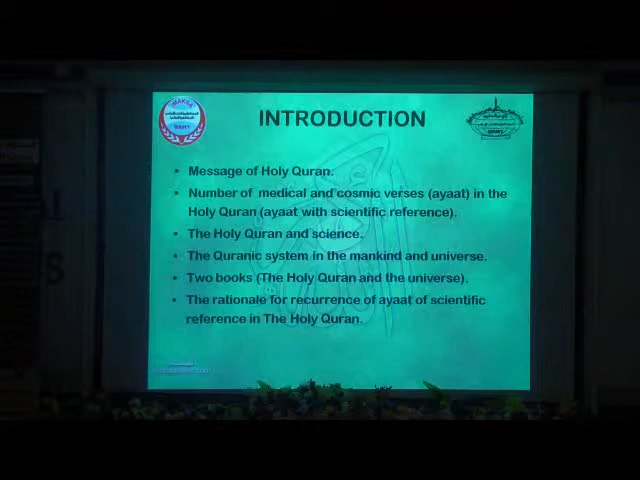 INTRODUCTION
• Message of Holy Quran.
• Number of medical and cosmic verses (ayaat) in the
Holy Quran (ayaat with scientific reference).
• The Holy Quran and science.
• The Quranic system in the mankind and universe.
• Two books (The Holy Quran and the universe).
• The rationale for recurrence of ayaat of scientific
reference in The Holy Quran.